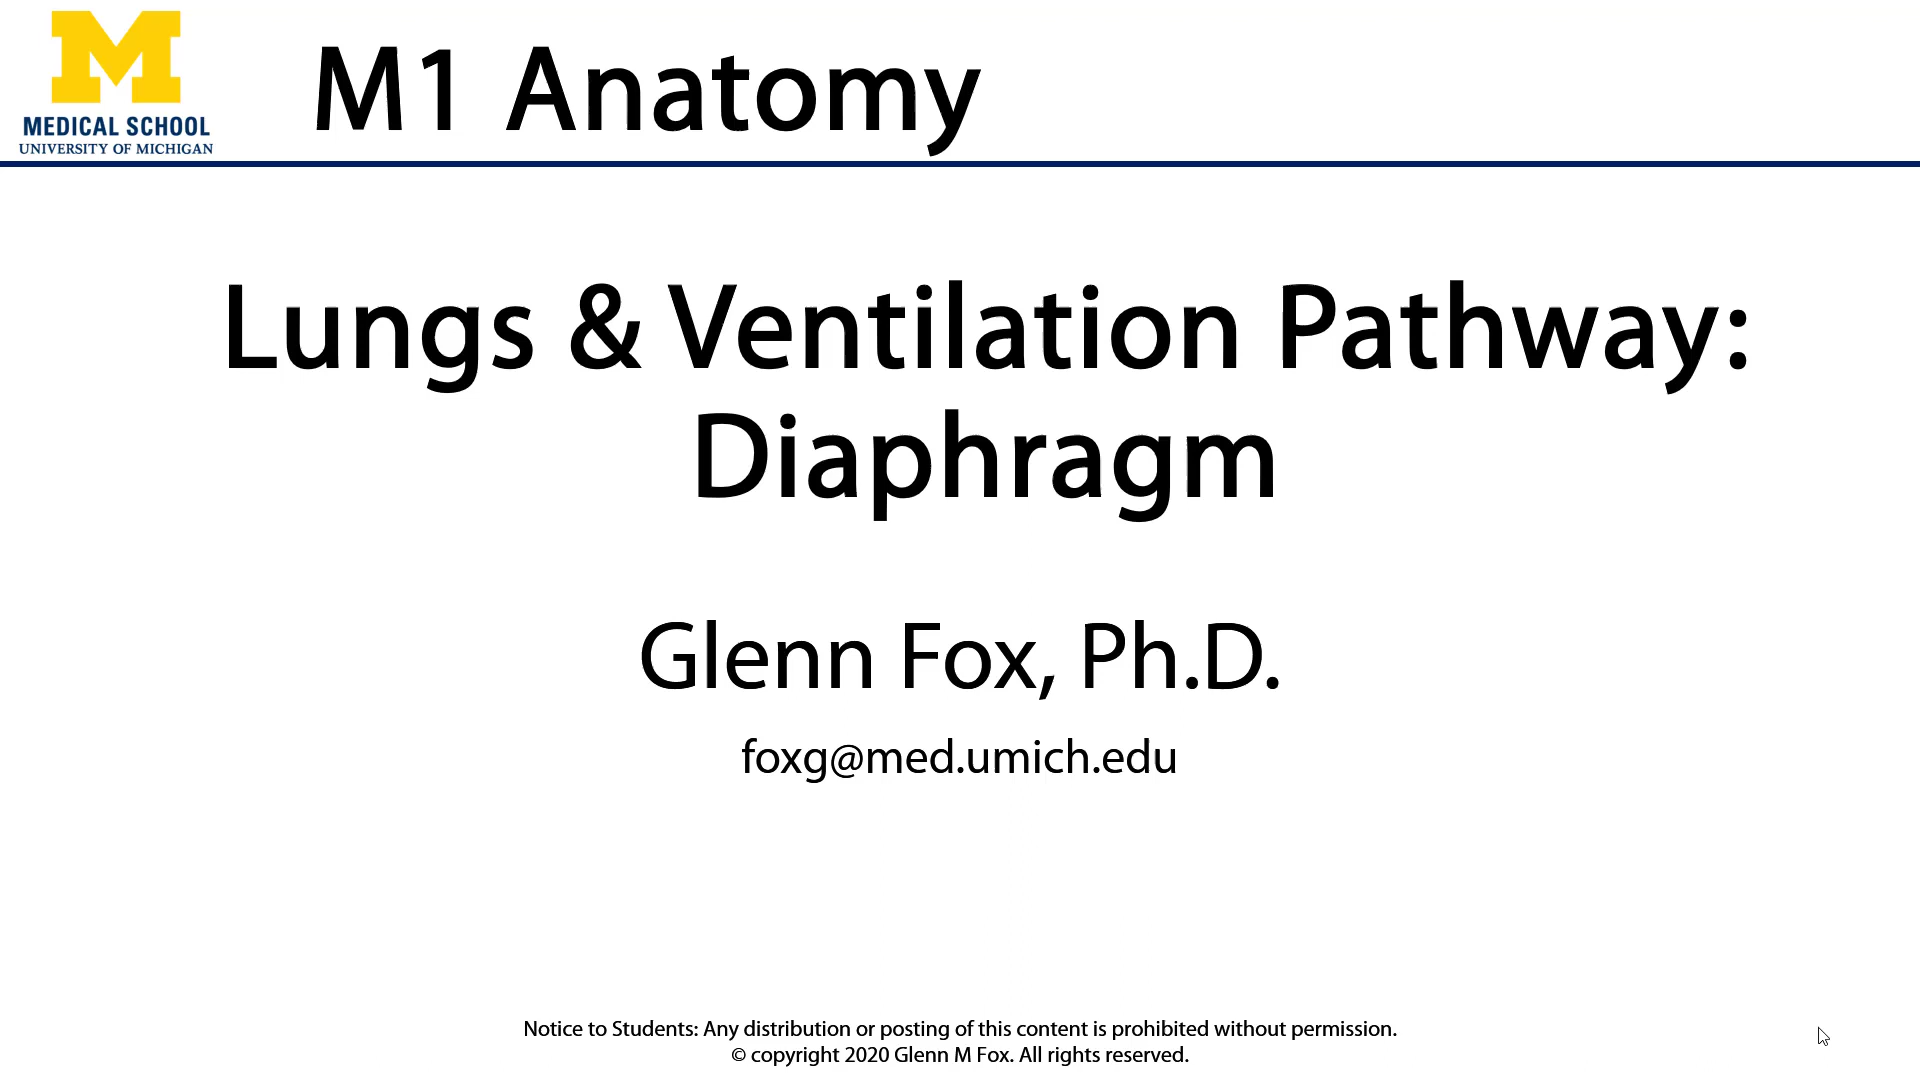 M
MEDICAL SCHOOL
UNIVERSITY OF MICHIGAN
M1 Anatomy
Lungs & Ventilation Pathway:
Diaphragm
Glenn Fox, Ph.D.
foxg@med.umich.edu
Notice to Students: Any distribution or posting of this content is prohibited without permission.
© copyright 2020 Glenn M Fox. All rights reserved.